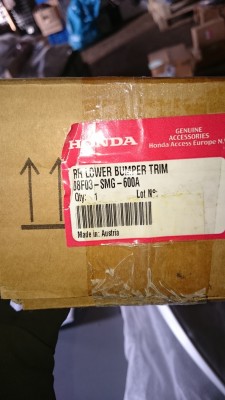 HONDA
GENUINE
ACCESSORIES
Honda Access Europe N.V.
RH LOWER BUMPER TRIM
08F03-SMG-600A
Qty: 1 Lot No:
Made in: Austria